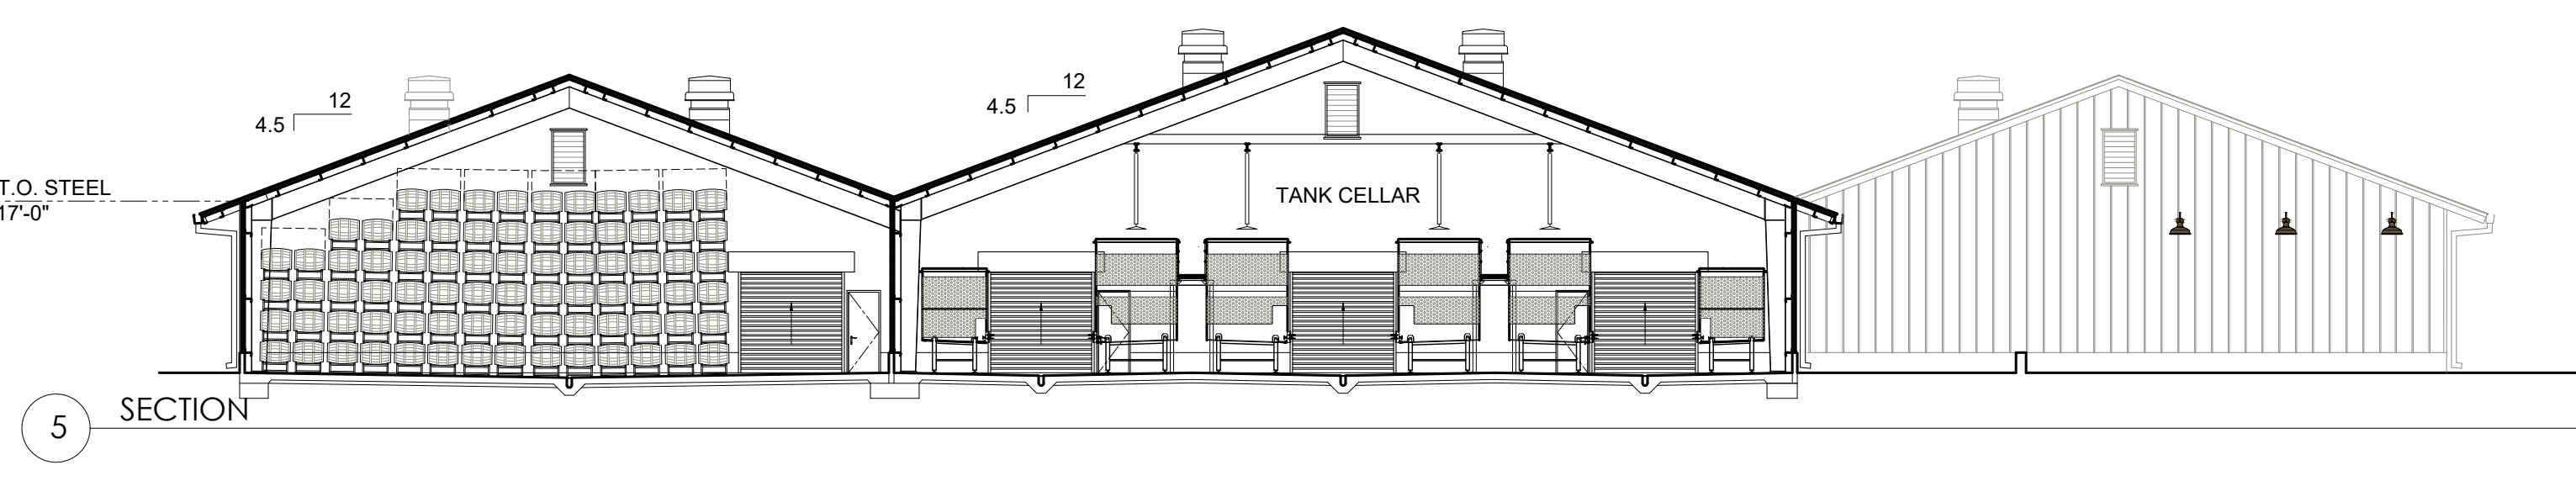 12
4.5
12
4.5
T.O. STEEL
17'-0"
TANK CELLAR
5
SECTION